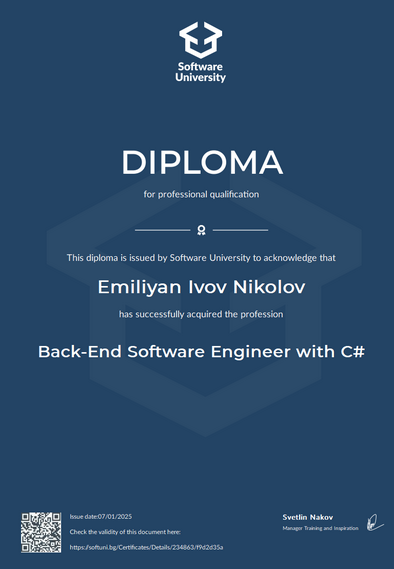 Software
University
DIPLOMA
for professional qualification
This diploma is issued by Software University to acknowledge that
Emiliyan Ivov Nikolov
has successfully acquired the profession
Back-End Software Engineer with C#
Issue date:07/01/2025
Check the validity of this document here:
https://softuni.bg/Certificates/Details/234863/f9d2d35a
Svetlin Nakov
Manager Training and Inspiration